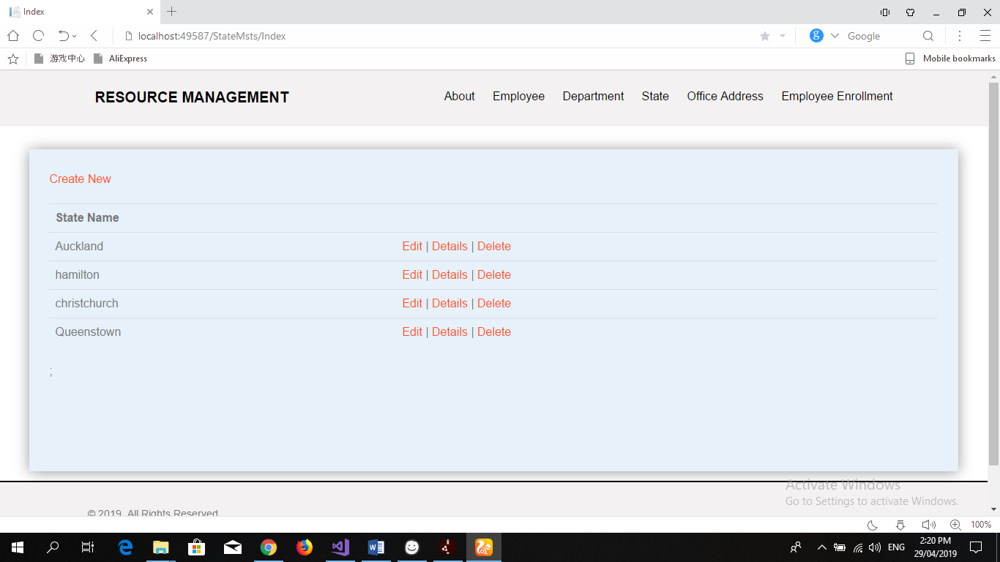 Index
localhost:49587/StateMsts/Index
Google
游戏中心 AliExpress Mobile bookmarks
RESOURCE MANAGEMENT About Employee Department State Office Address Employee Enrollment
Create New
State Name
Auckland Edit | Details | Delete
hamilton Edit | Details | Delete
christchurch Edit | Details | Delete
Queenstown Edit | Details | Delete
;
Activate Windows
Go to Settings to activate Windows.
© 2019 All Rights Reserved
100%
ENG
2:20 PM
29/04/2019